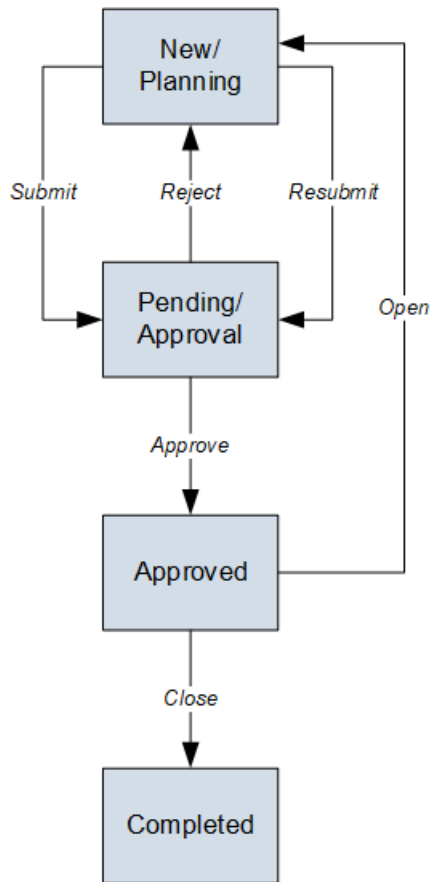 New/
Planning
Submit
Reject
Resubmit
Open
Pending/
Approval
Approve
Approved
Close
Completed